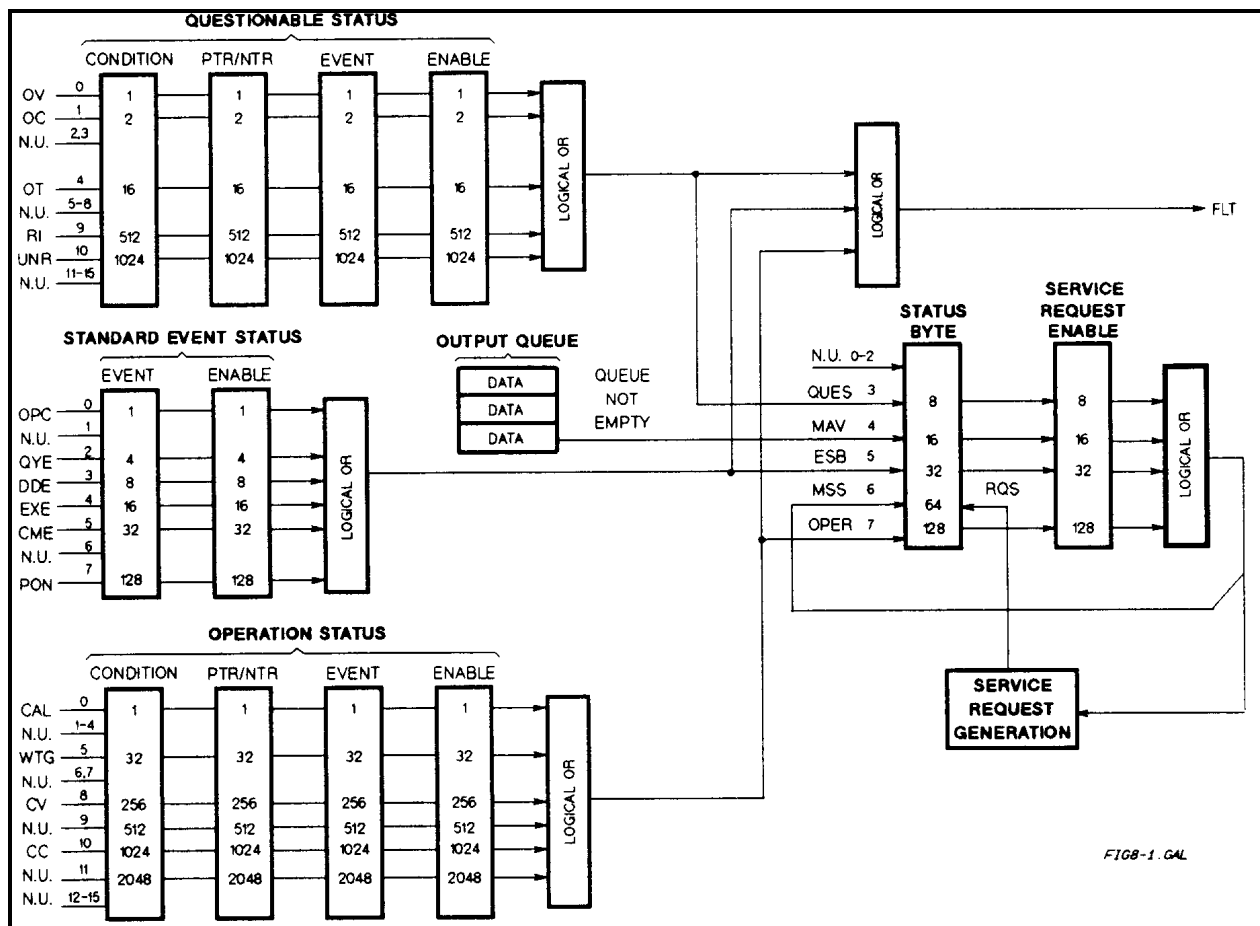 QUESTIONABLE STATUS
CONDITION PTR/NTR EVENT ENABLE
OV 0 1 1 1 1
OC 1 2 2 2 2
N.U. 2,3
OT 4 16 16 16 16
N.U. 5-8
RI 9 512 512 512 512
UNR 10 1024 1024 1024 1024
N.U. 11-15
LOGICAL OR
LOGICAL OR
FLT
STANDARD EVENT STATUS
EVENT ENABLE
OPC 0 1 1
N.U. 1
QYE 2 4 4
DDE 3 8 8
EXE 4 16 16
CME 5 32 32
N.U. 6
PON 7 128 128
LOGICAL OR
OUTPUT QUEUE
DATA
DATA
DATA
QUEUE
NOT
EMPTY
STATUS
BYTE
SERVICE
REQUEST
ENABLE
N.U. 0-2
QUES 3 8 8
MAV 4 16 16
ESB 5 32 32
MSS 6 64 RQS
OPER 7 128 128
LOGICAL OR
SERVICE
REQUEST
GENERATION
OPERATION STATUS
CONDITION PTR/NTR EVENT ENABLE
CAL 0 1 1 1 1
N.U. 1-4
WTG 5 32 32 32 32
N.U. 6,7
CV 8 256 256 256 256
N.U. 9 512 512 512 512
CC 10 1024 1024 1024 1024
N.U. 11 2048 2048 2048 2048
N.U. 12-15
LOGICAL OR
FIG8-1.GAL